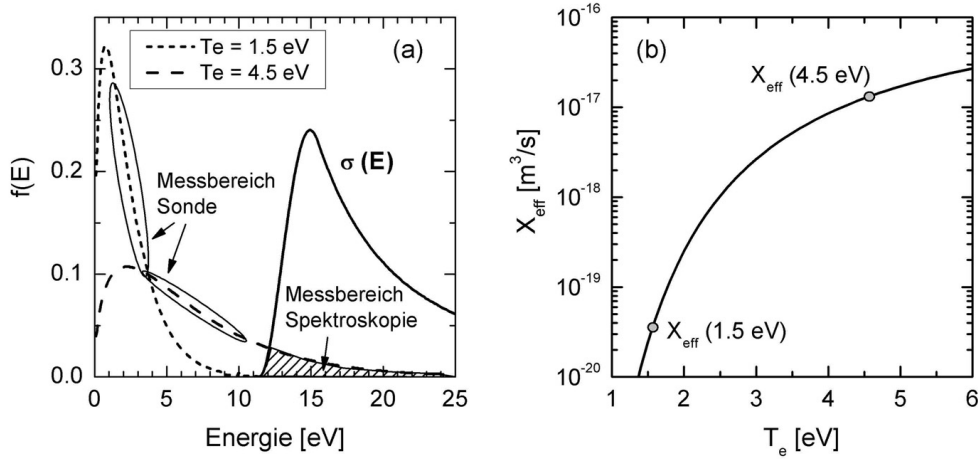 Te = 1.5 eV
Te = 4.5 eV
(a)
0.3
0.2
0.1
0.0
f(E)
Messbereich
Sonde
σ (E)
Messbereich
Spektroskopie
0 5 10 15 20 25
Energie [eV]
(b)
10⁻¹⁶
10⁻¹⁷
10⁻¹⁸
10⁻¹⁹
10⁻²⁰
X_eff [m³/s]
X_eff (4.5 eV)
X_eff (1.5 eV)
1 2 3 4 5 6
T_e [eV]